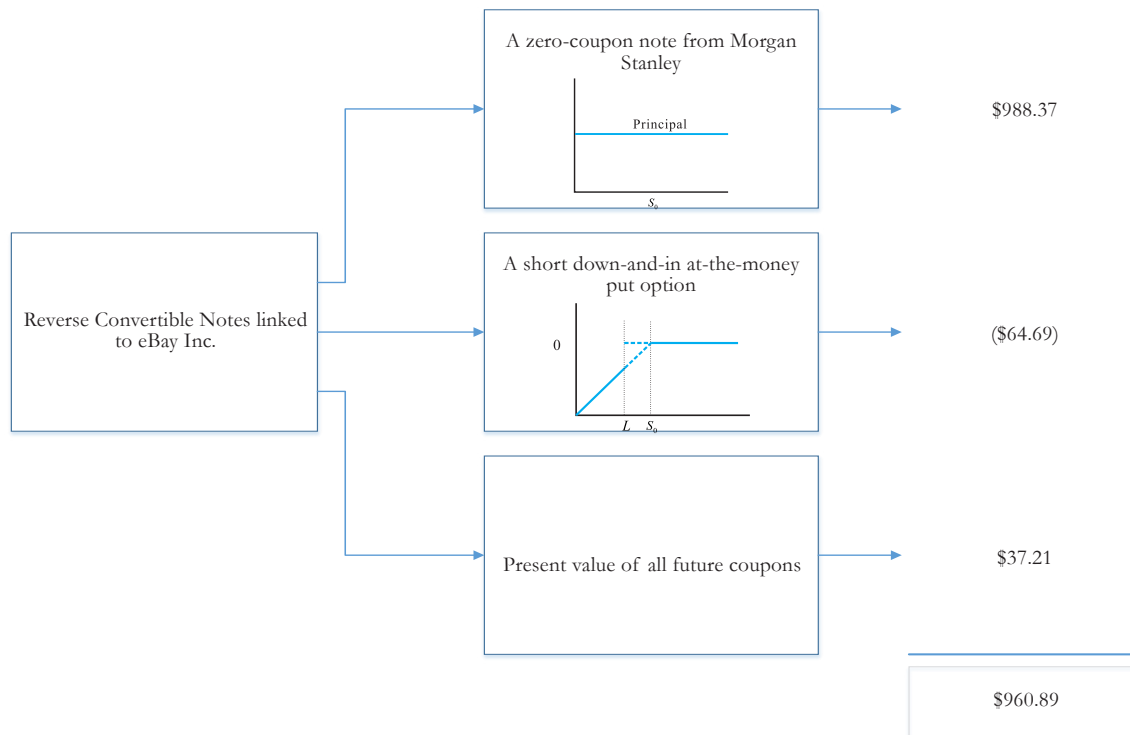 A zero-coupon note from Morgan
Stanley
Principal
S₀
$988.37
Reverse Convertible Notes linked
to eBay Inc.
A short down-and-in at-the-money
put option
0
L S₀
($64.69)
Present value of all future coupons
$37.21
$960.89